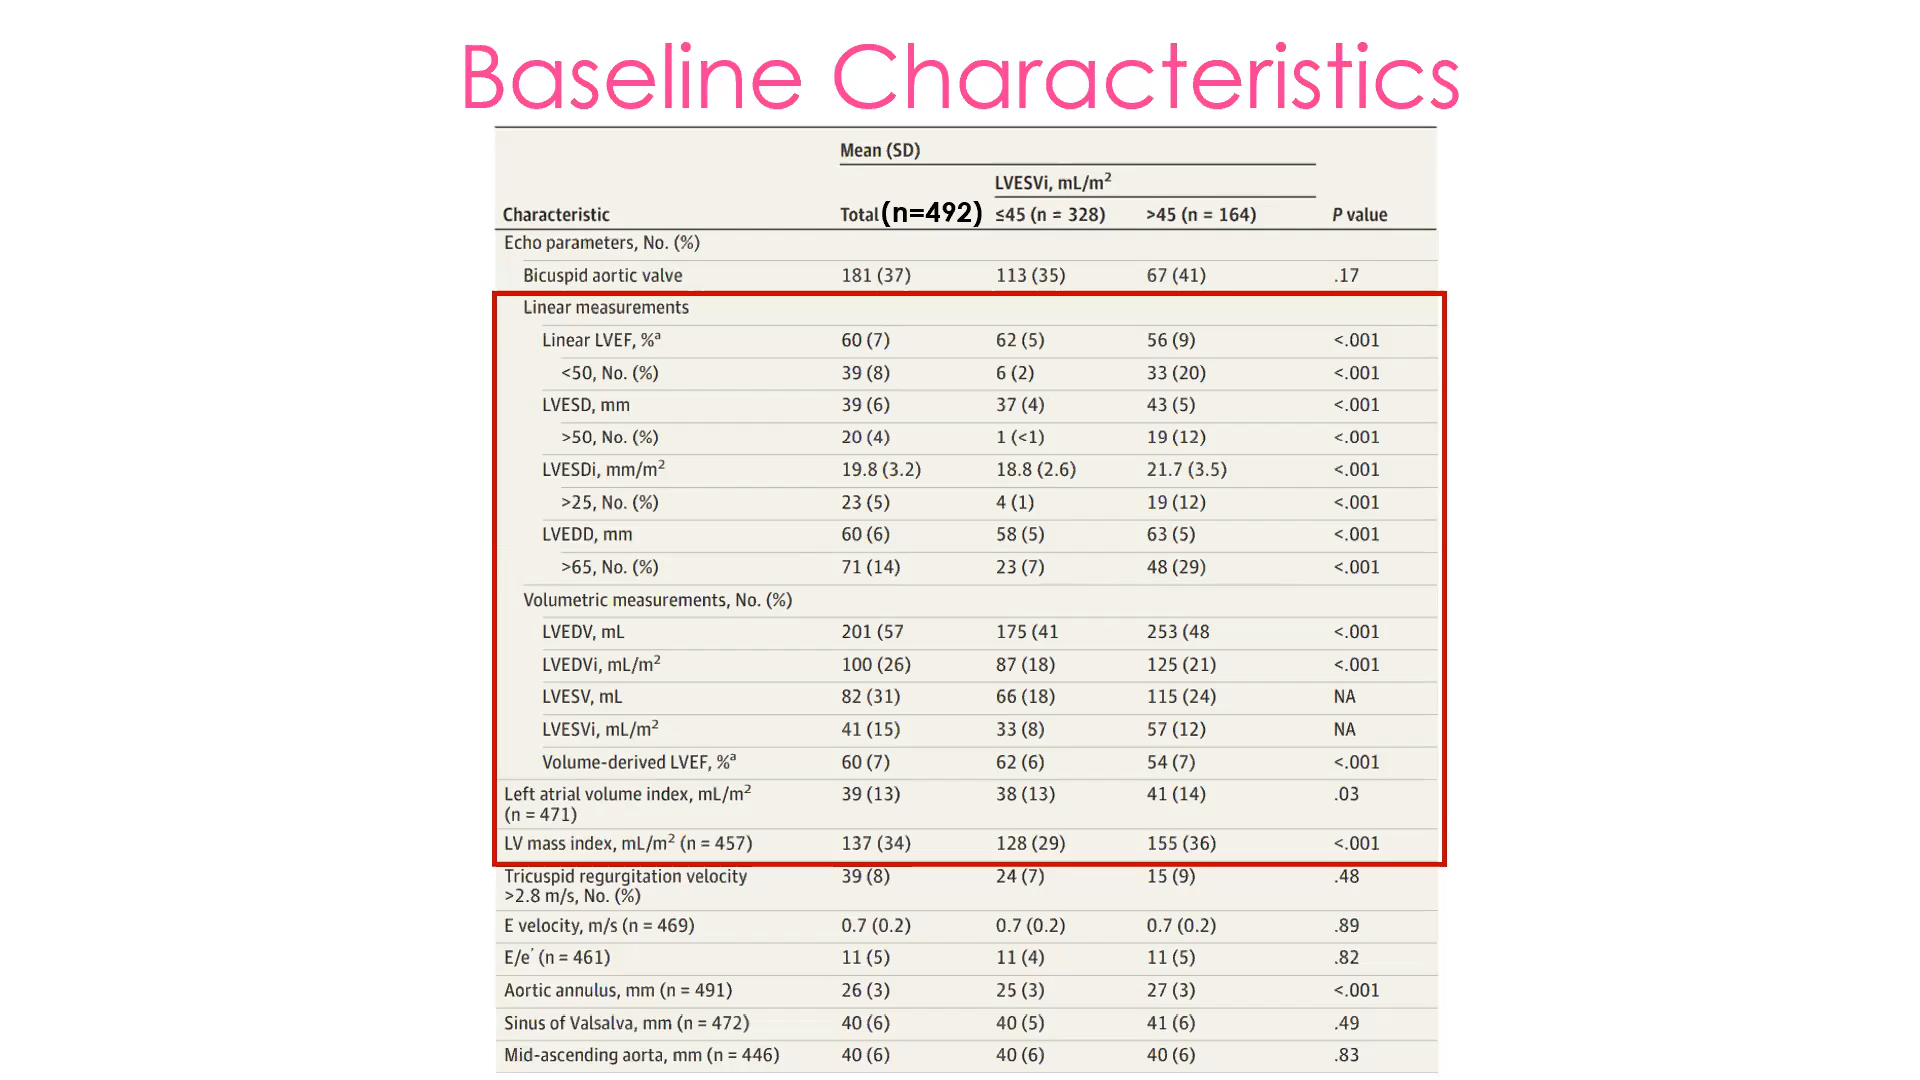 Baseline Characteristics
Mean (SD)
LVESVi, mL/m²
Characteristic Total (n=492) ≤45 (n = 328) >45 (n = 164) P value
Echo parameters, No. (%)
Bicuspid aortic valve 181 (37) 113 (35) 67 (41) .17
Linear measurements
Linear LVEF, %ª 60 (7) 62 (5) 56 (9) <.001
<50, No. (%) 39 (8) 6 (2) 33 (20) <.001
LVESD, mm 39 (6) 37 (4) 43 (5) <.001
>50, No. (%) 20 (4) 1 (<1) 19 (12) <.001
LVESDi, mm/m² 19.8 (3.2) 18.8 (2.6) 21.7 (3.5) <.001
>25, No. (%) 23 (5) 4 (1) 19 (12) <.001
LVEDD, mm 60 (6) 58 (5) 63 (5) <.001
>65, No. (%) 71 (14) 23 (7) 48 (29) <.001
Volumetric measurements, No. (%)
LVEDV, mL 201 (57 175 (41 253 (48 <.001
LVEDVi, mL/m² 100 (26) 87 (18) 125 (21) <.001
LVESV, mL 82 (31) 66 (18) 115 (24) NA
LVESVi, mL/m² 41 (15) 33 (8) 57 (12) NA
Volume-derived LVEF, %ª 60 (7) 62 (6) 54 (7) <.001
Left atrial volume index, mL/m² 39 (13) 38 (13) 41 (14) .03
(n = 471)
LV mass index, mL/m² (n = 457) 137 (34) 128 (29) 155 (36) <.001
Tricuspid regurgitation velocity 39 (8) 24 (7) 15 (9) .48
>2.8 m/s, No. (%)
E velocity, m/s (n = 469) 0.7 (0.2) 0.7 (0.2) 0.7 (0.2) .89
E/e′ (n = 461) 11 (5) 11 (4) 11 (5) .82
Aortic annulus, mm (n = 491) 26 (3) 25 (3) 27 (3) <.001
Sinus of Valsalva, mm (n = 472) 40 (6) 40 (5) 41 (6) .49
Mid-ascending aorta, mm (n = 446) 40 (6) 40 (6) 40 (6) .83